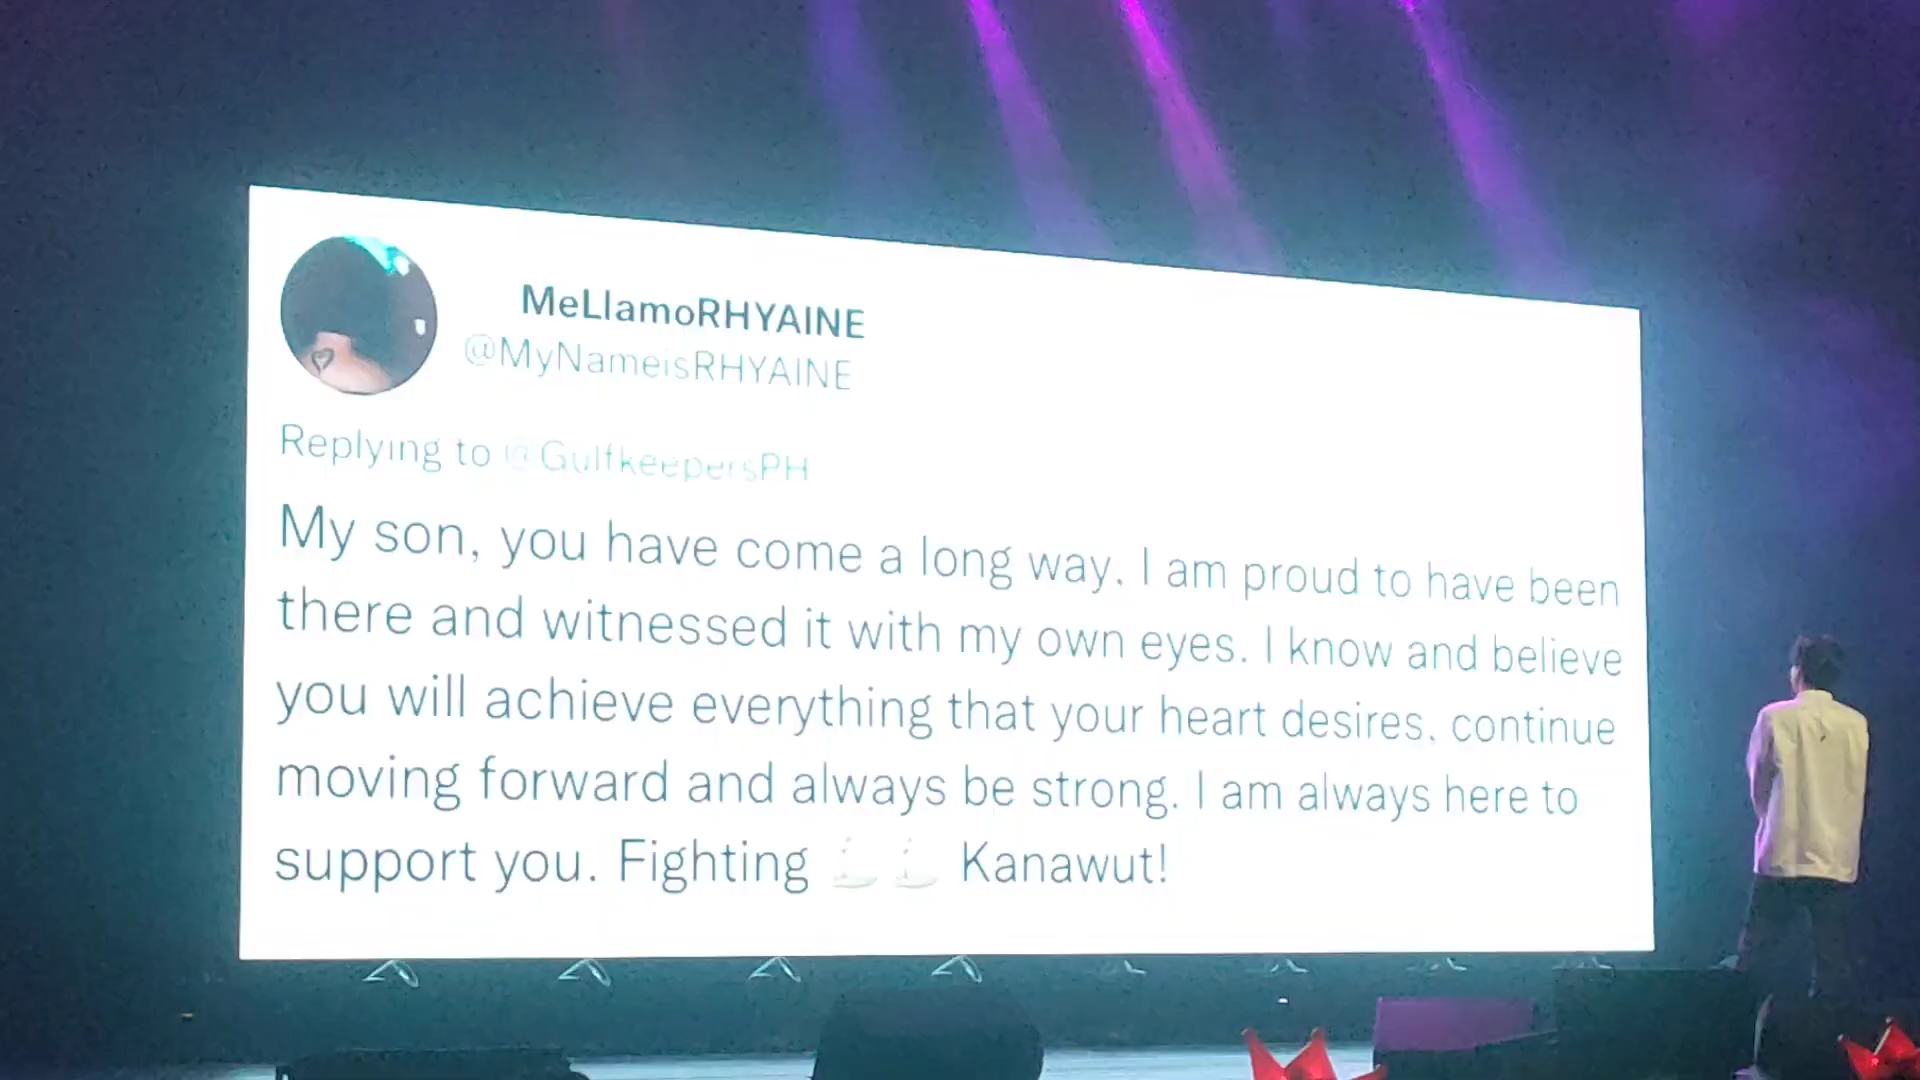 MeLlamoRHYAINE
@MyNameisRHYAINE
Replying to @GulfkeepersPH
My son, you have come a long way. I am proud to have been
there and witnessed it with my own eyes. I know and believe
you will achieve everything that your heart desires. continue
moving forward and always be strong. I am always here to
support you. Fighting Kanawut!